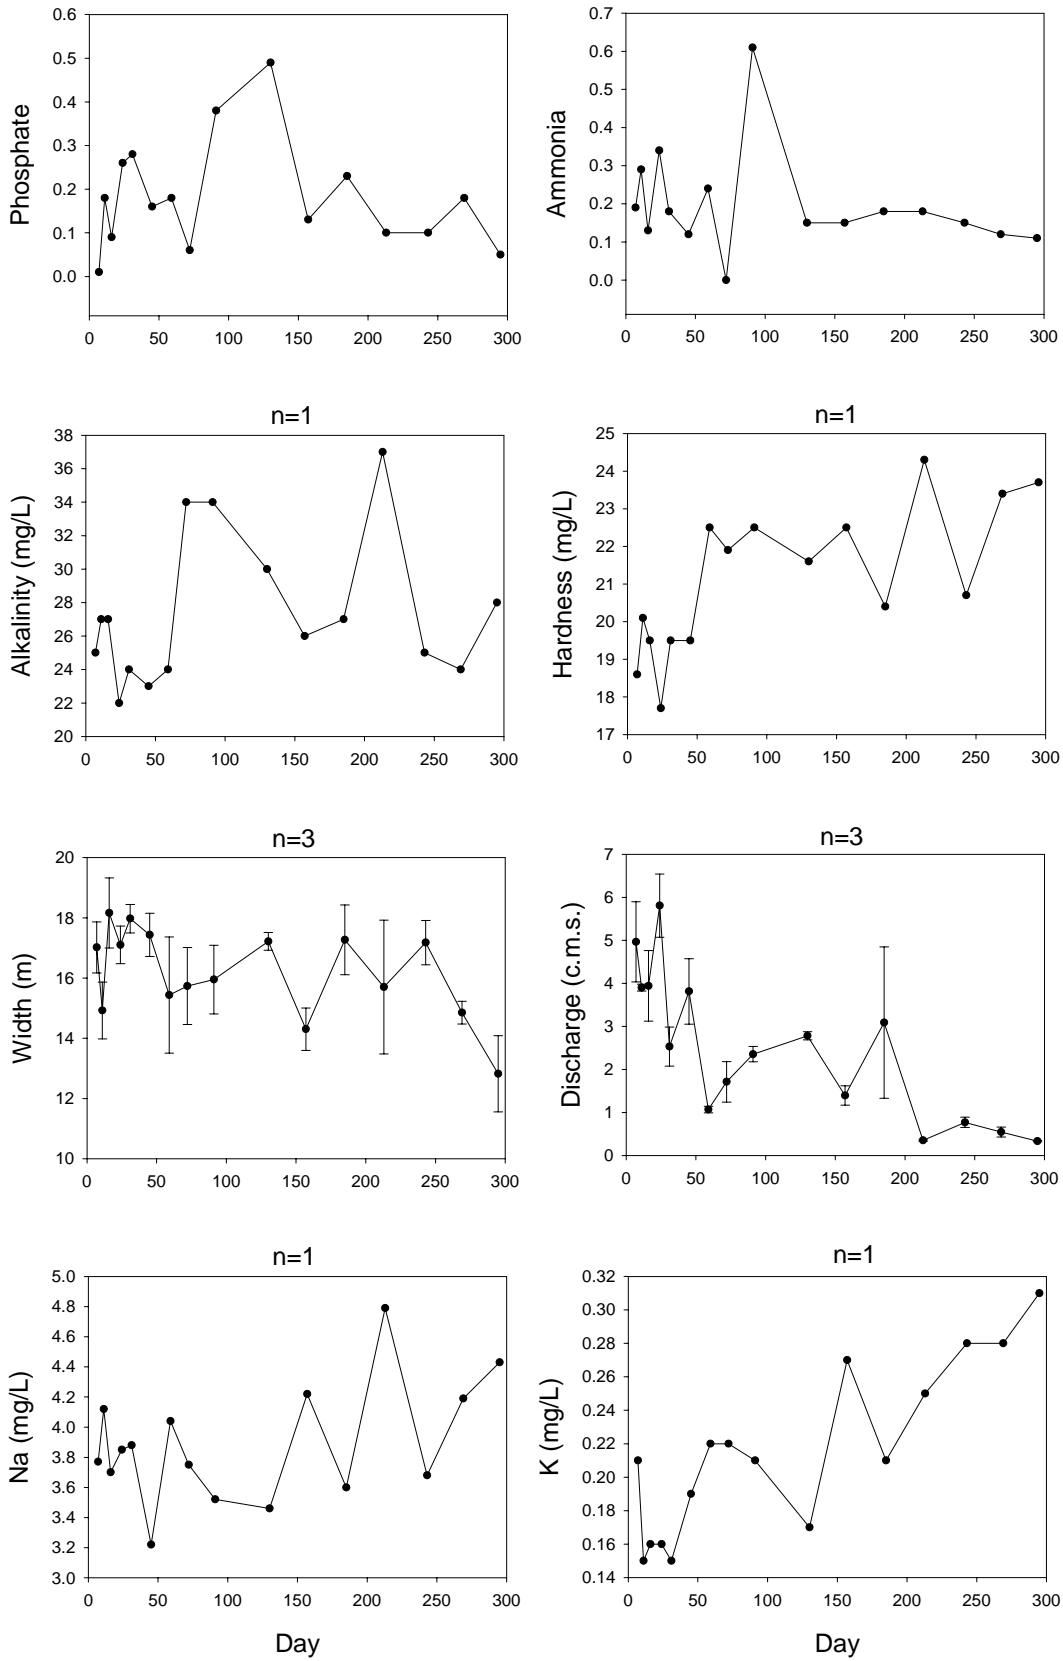 Phosphate
0.6
0.5
0.4
0.3
0.2
0.1
0.0
0 50 100 150 200 250 300
Ammonia
0.7
0.6
0.5
0.4
0.3
0.2
0.1
0.0
0 50 100 150 200 250 300
n=1
Alkalinity (mg/L)
38
36
34
32
30
28
26
24
22
20
0 50 100 150 200 250 300
n=1
Hardness (mg/L)
25
24
23
22
21
20
19
18
17
0 50 100 150 200 250 300
n=3
Width (m)
20
18
16
14
12
10
0 50 100 150 200 250 300
n=3
Discharge (c.m.s.)
7
6
5
4
3
2
1
0
0 50 100 150 200 250 300
n=1
Na (mg/L)
5.0
4.8
4.6
4.4
4.2
4.0
3.8
3.6
3.4
3.2
3.0
0 50 100 150 200 250 300
Day
n=1
K (mg/L)
0.32
0.30
0.28
0.26
0.24
0.22
0.20
0.18
0.16
0.14
0 50 100 150 200 250 300
Day